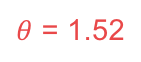 θ = 1.52